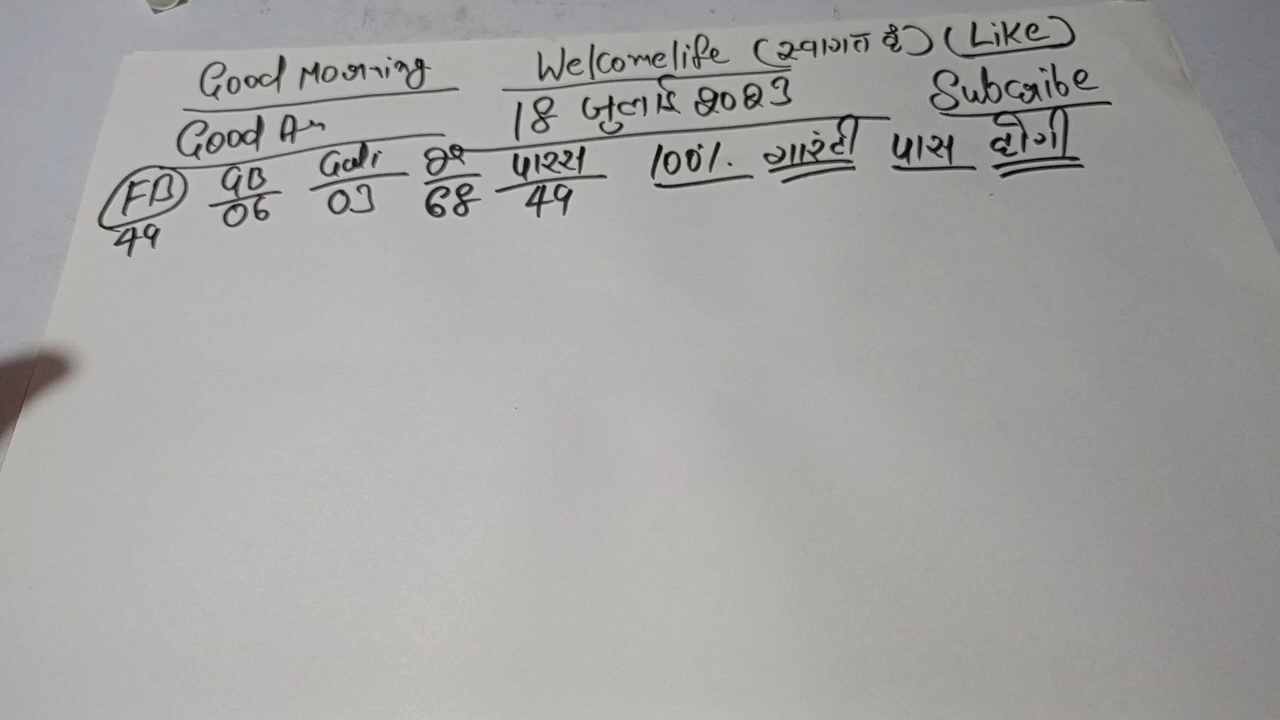 Good Morning Welcomelife (स्वागत है) (Like)
Good An 18 जुलाई 2023 Subscribe
FB GB Gali पारस 100%. गारंटी पास होगी
49 06 03 68 49